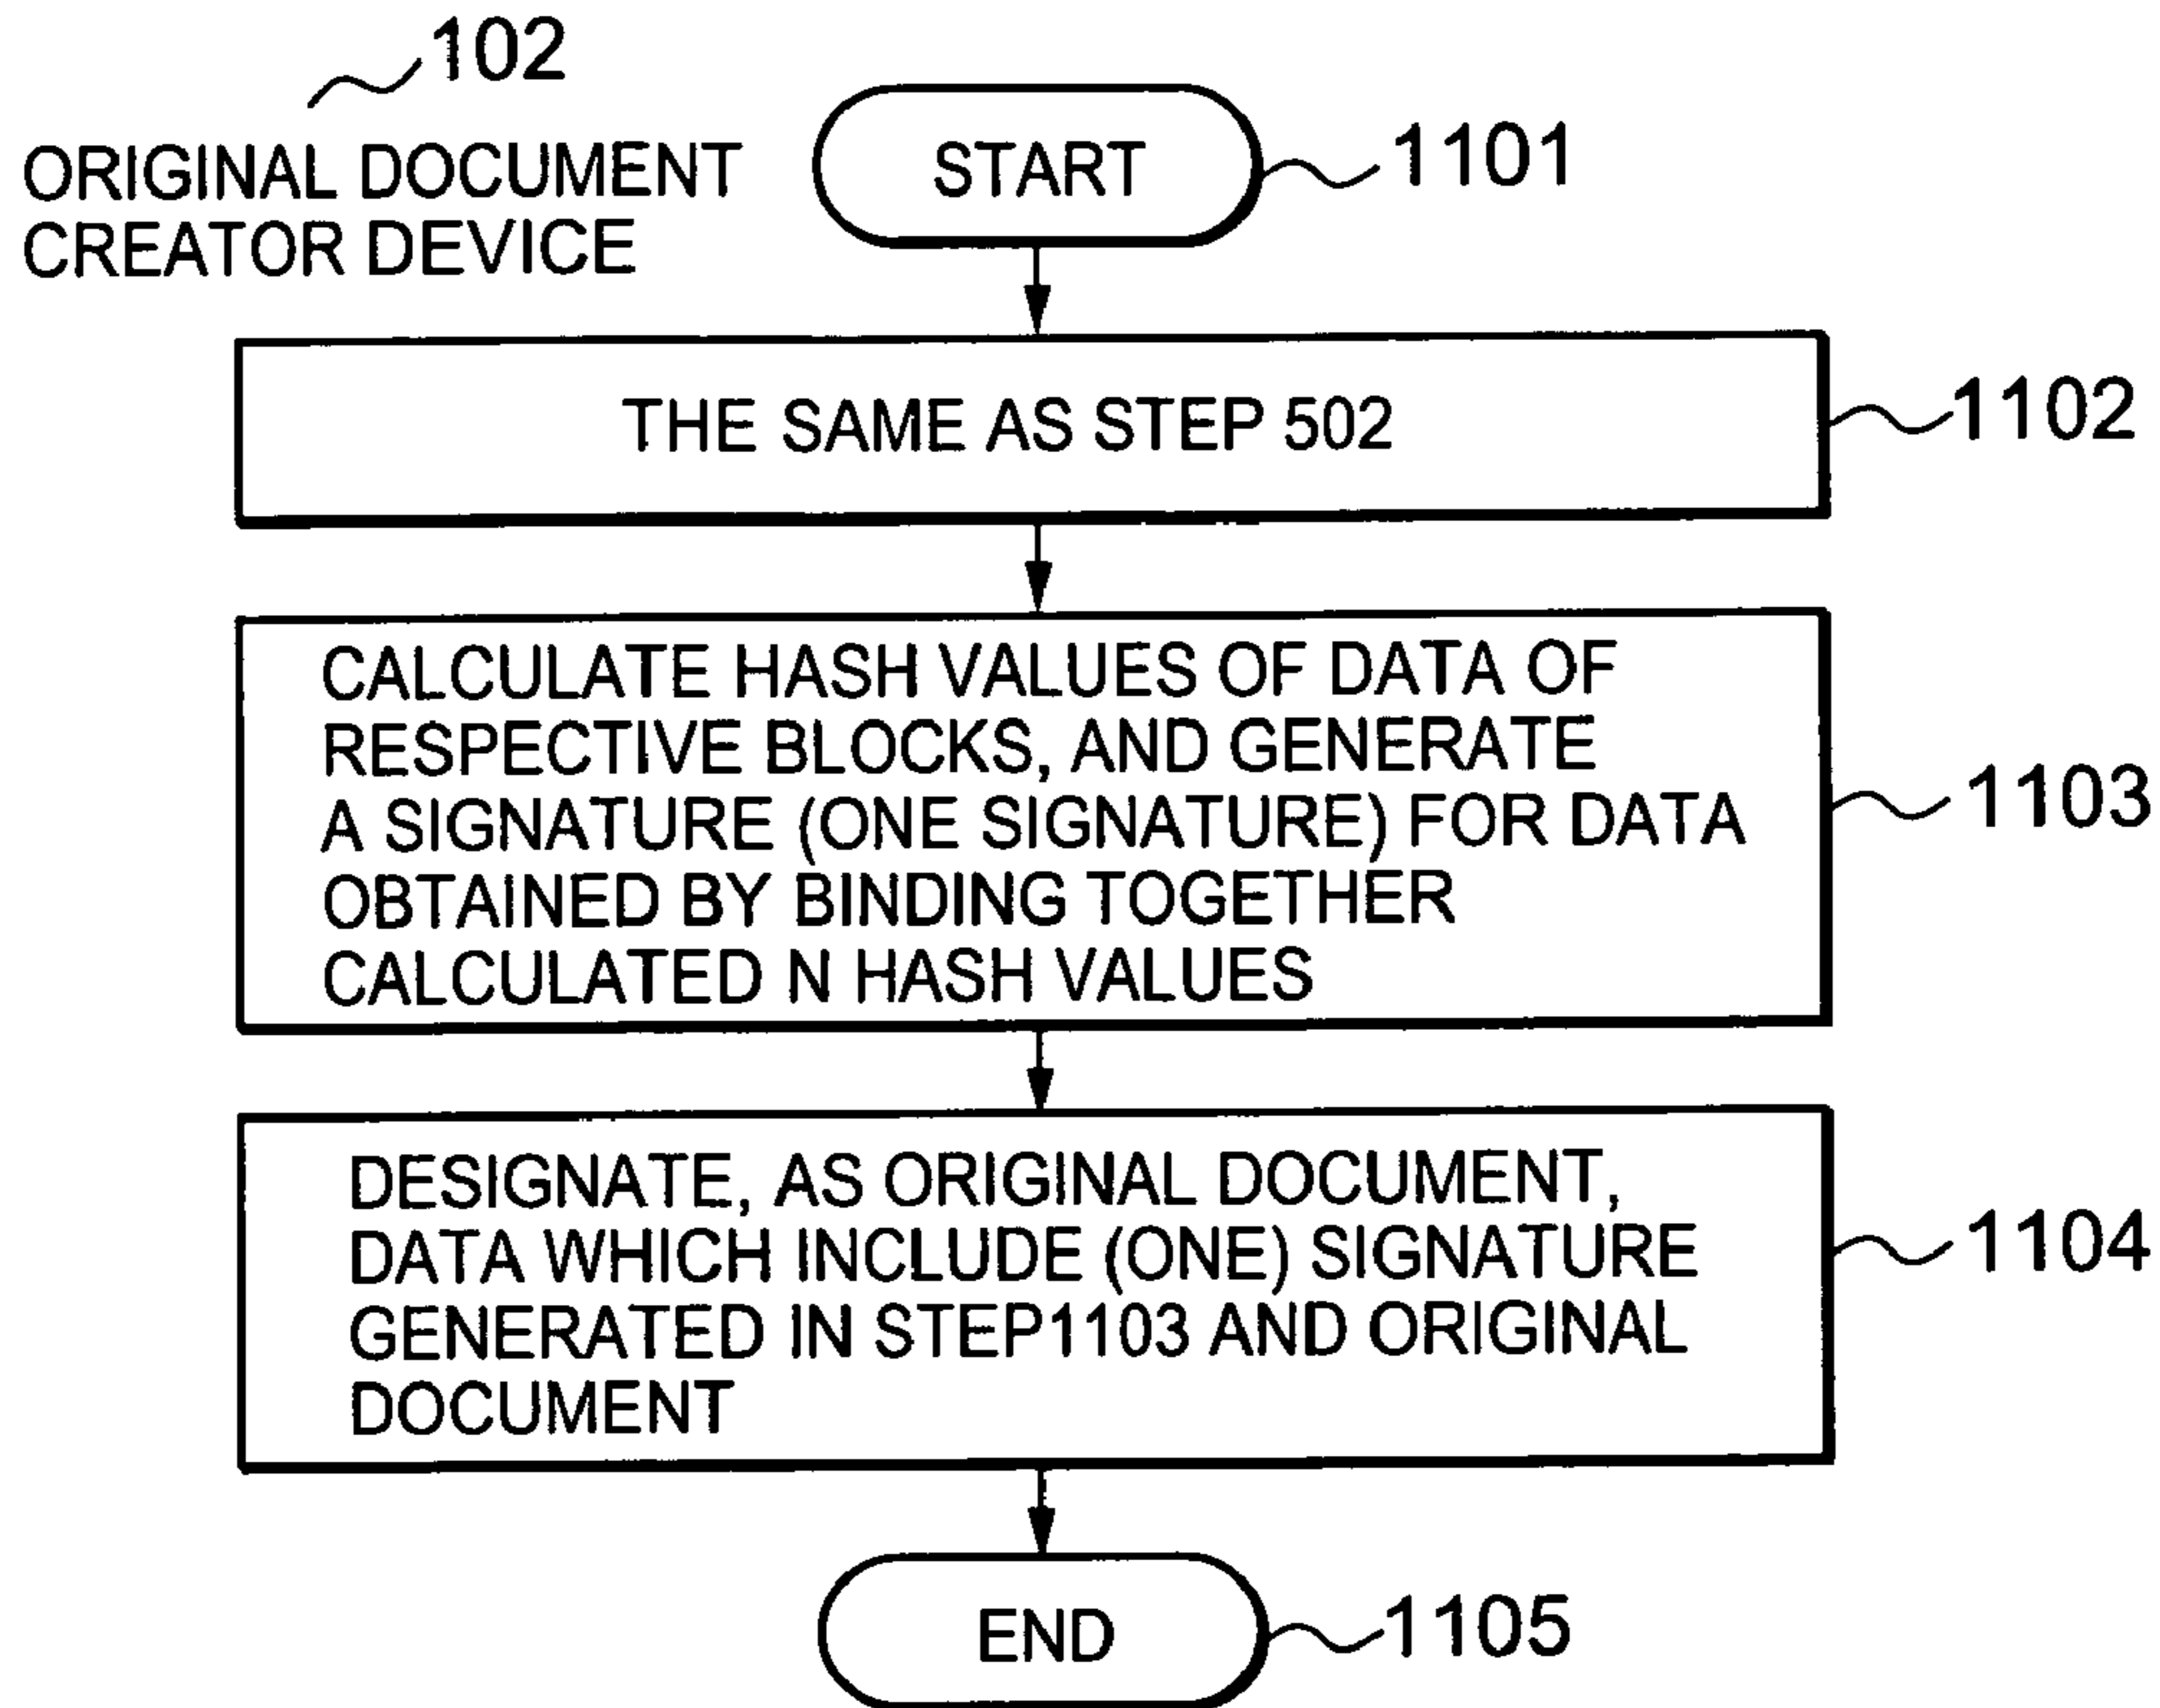 102
ORIGINAL DOCUMENT
CREATOR DEVICE
START
1101
THE SAME AS STEP 502
1102
CALCULATE HASH VALUES OF DATA OF
RESPECTIVE BLOCKS, AND GENERATE
A SIGNATURE (ONE SIGNATURE) FOR DATA
OBTAINED BY BINDING TOGETHER
CALCULATED N HASH VALUES
1103
DESIGNATE, AS ORIGINAL DOCUMENT,
DATA WHICH INCLUDE (ONE) SIGNATURE
GENERATED IN STEP1103 AND ORIGINAL
DOCUMENT
1104
END
1105